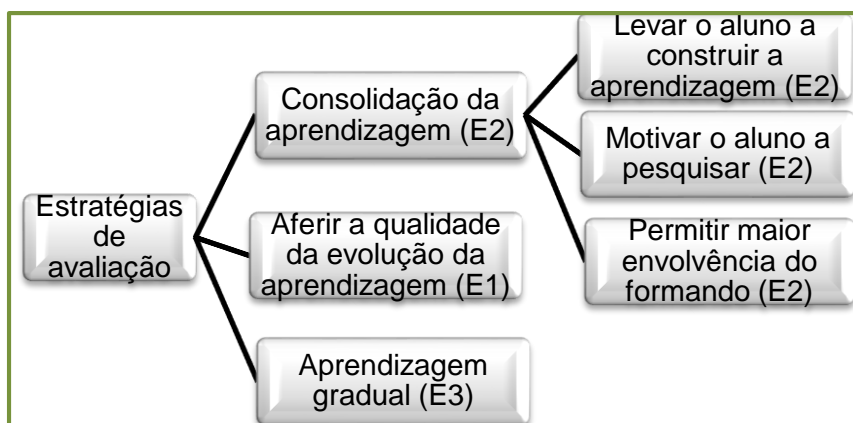 Estratégias
de
avaliação
Consolidação da
aprendizagem (E2)
Aferir a qualidade
da evolução da
aprendizagem (E1)
Aprendizagem
gradual (E3)
Levar o aluno a
construir a
aprendizagem (E2)
Motivar o aluno a
pesquisar (E2)
Permitir maior
envolvência do
formando (E2)